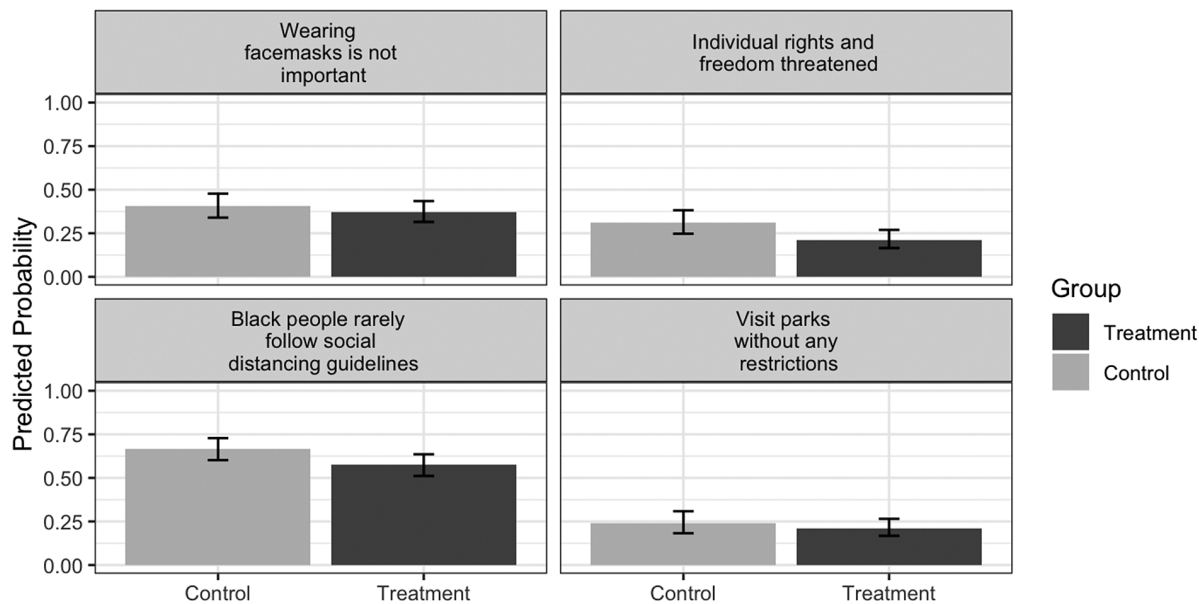 Wearing
facemasks is not
important
Individual rights and
freedom threatened
1.00
0.75
0.50
0.25
0.00
Predicted Probability
Black people rarely
follow social
distancing guidelines
Visit parks
without any
restrictions
1.00
0.75
0.50
0.25
0.00
Control
Treatment
Control
Treatment
Group
Treatment
Control